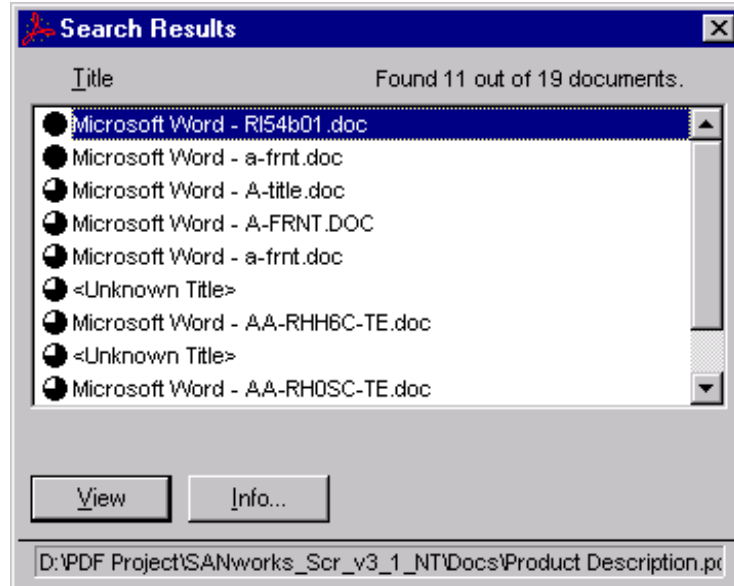 Search Results
Title Found 11 out of 19 documents.
Microsoft Word - RI54b01.doc
Microsoft Word - a-frnt.doc
Microsoft Word - A-title.doc
Microsoft Word - A-FRNT.DOC
Microsoft Word - a-frnt.doc
<Unknown Title>
Microsoft Word - AA-RHH6C-TE.doc
<Unknown Title>
Microsoft Word - AA-RH0SC-TE.doc
View Info...
D:\PDF Project\SANworks_Scr_v3_1_NT\Docs\Product Description.pd